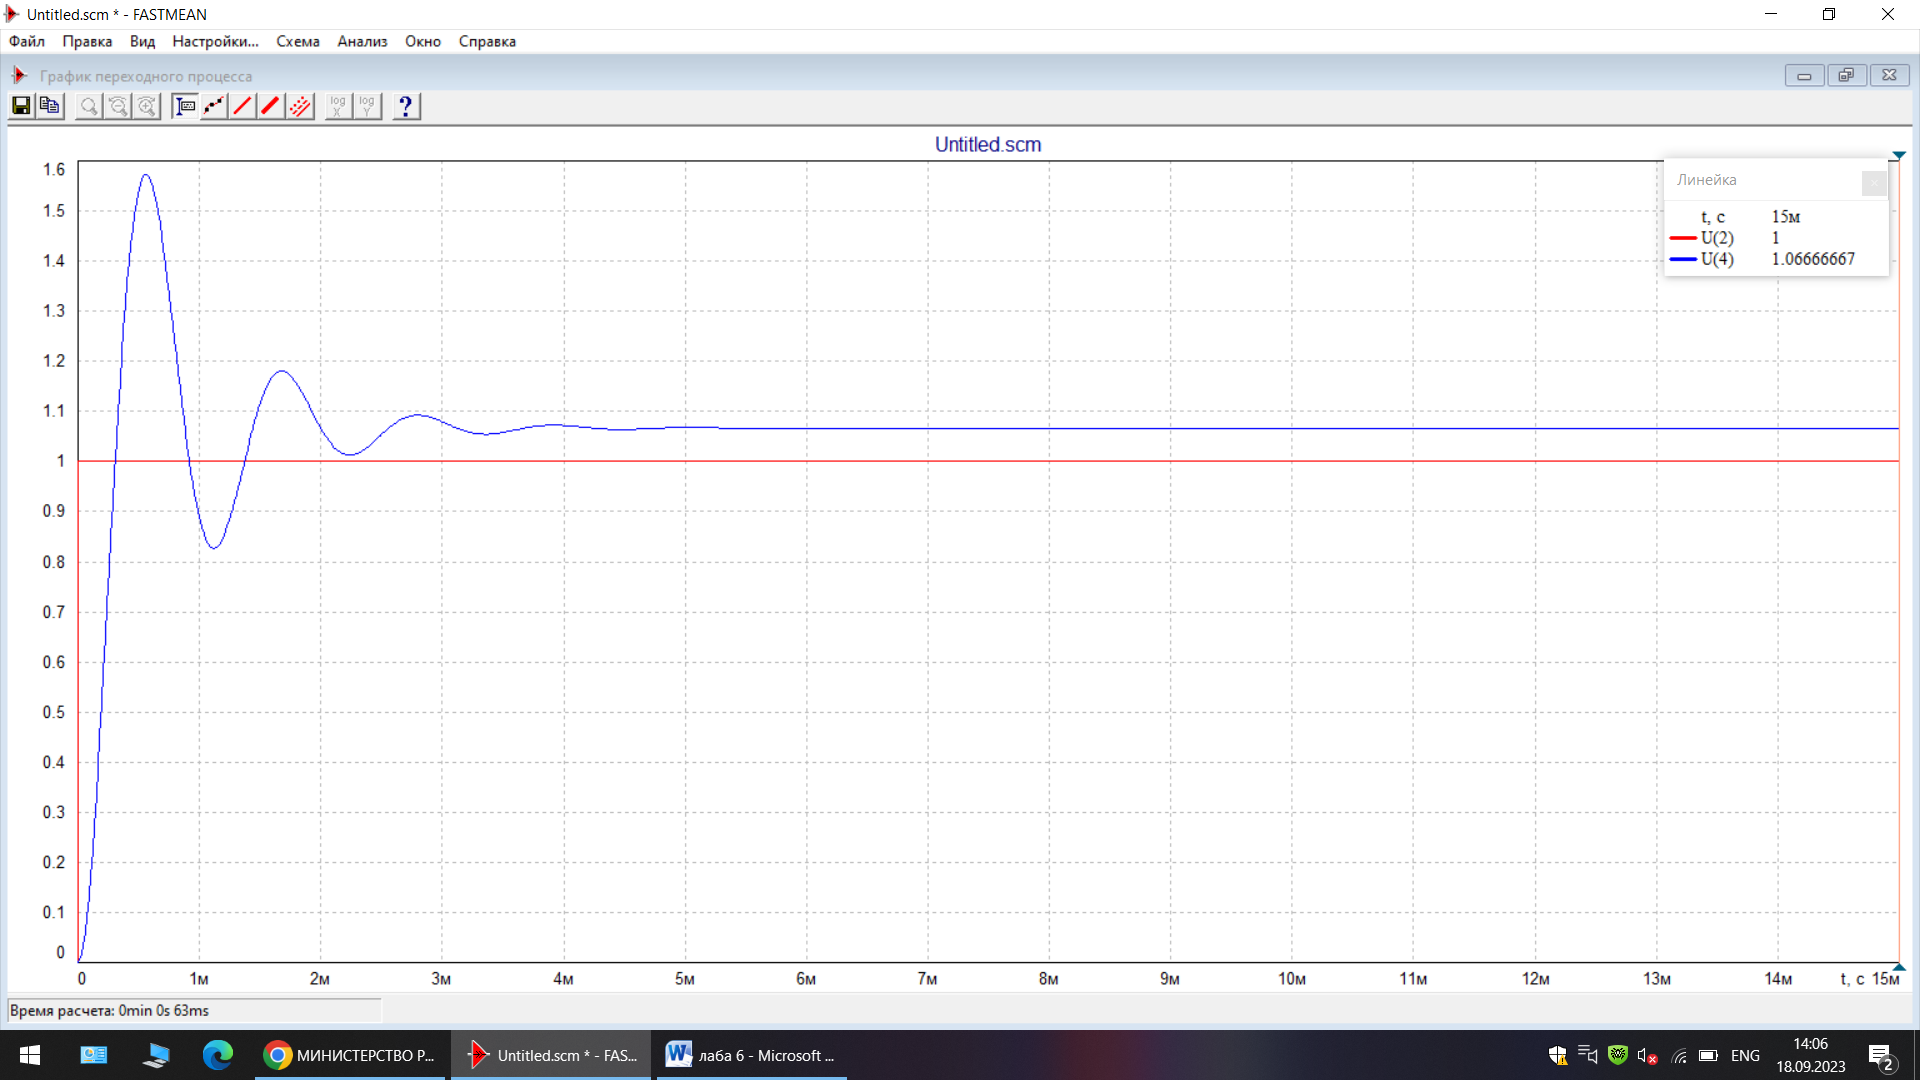 Untitled.scm * - FASTMEAN
Файл Правка Вид Настройки... Схема Анализ Окно Справка
График переходного процесса
log X log Y ?
Untitled.scm
Линейка
t, с 15м
U(2) 1
U(4) 1.06666667
1.6
1.5
1.4
1.3
1.2
1.1
1
0.9
0.8
0.7
0.6
0.5
0.4
0.3
0.2
0.1
0
0 1м 2м 3м 4м 5м 6м 7м 8м 9м 10м 11м 12м 13м 14м t, с 15м
Время расчета: 0min 0s 63ms
МИНИСТЕРСТВО Р...
Untitled.scm * - FAS...
лаба 6 - Microsoft ...
ENG
14:06
18.09.2023
2